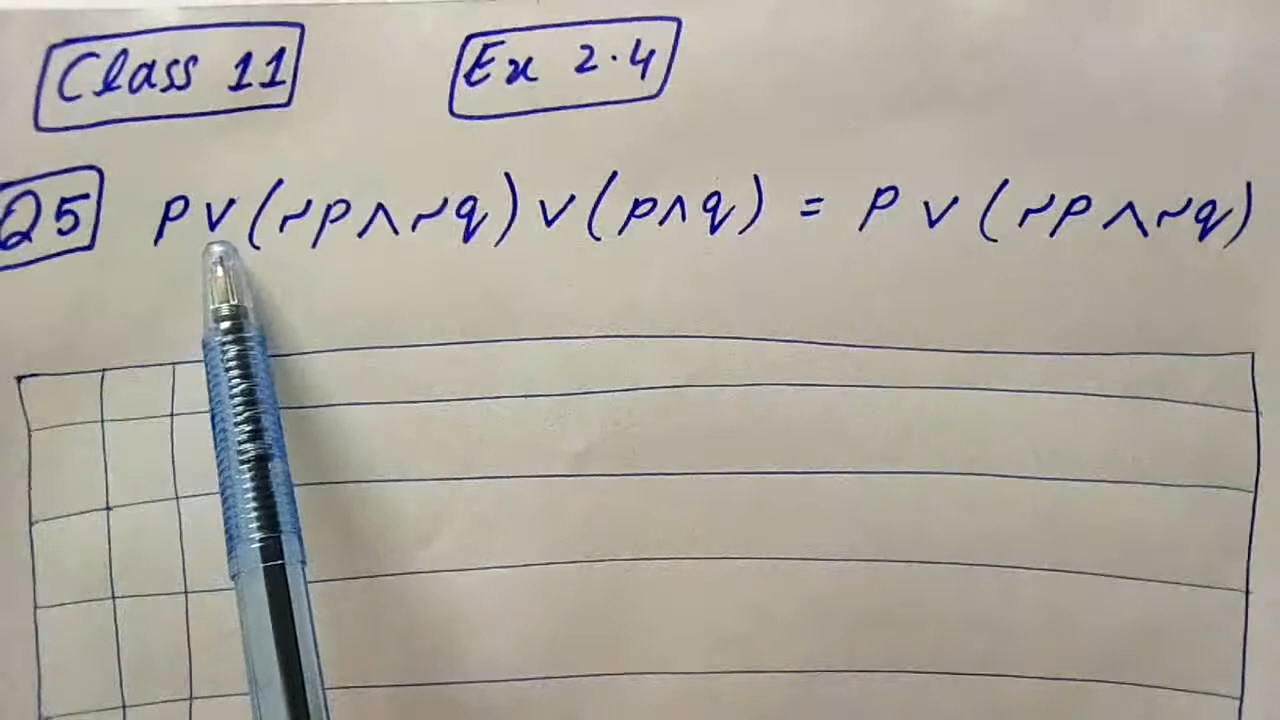 Class 11
Ex 2.4
Q5 p∨(~p∧~q)∨(p∧q) = p∨(~p∧~q)